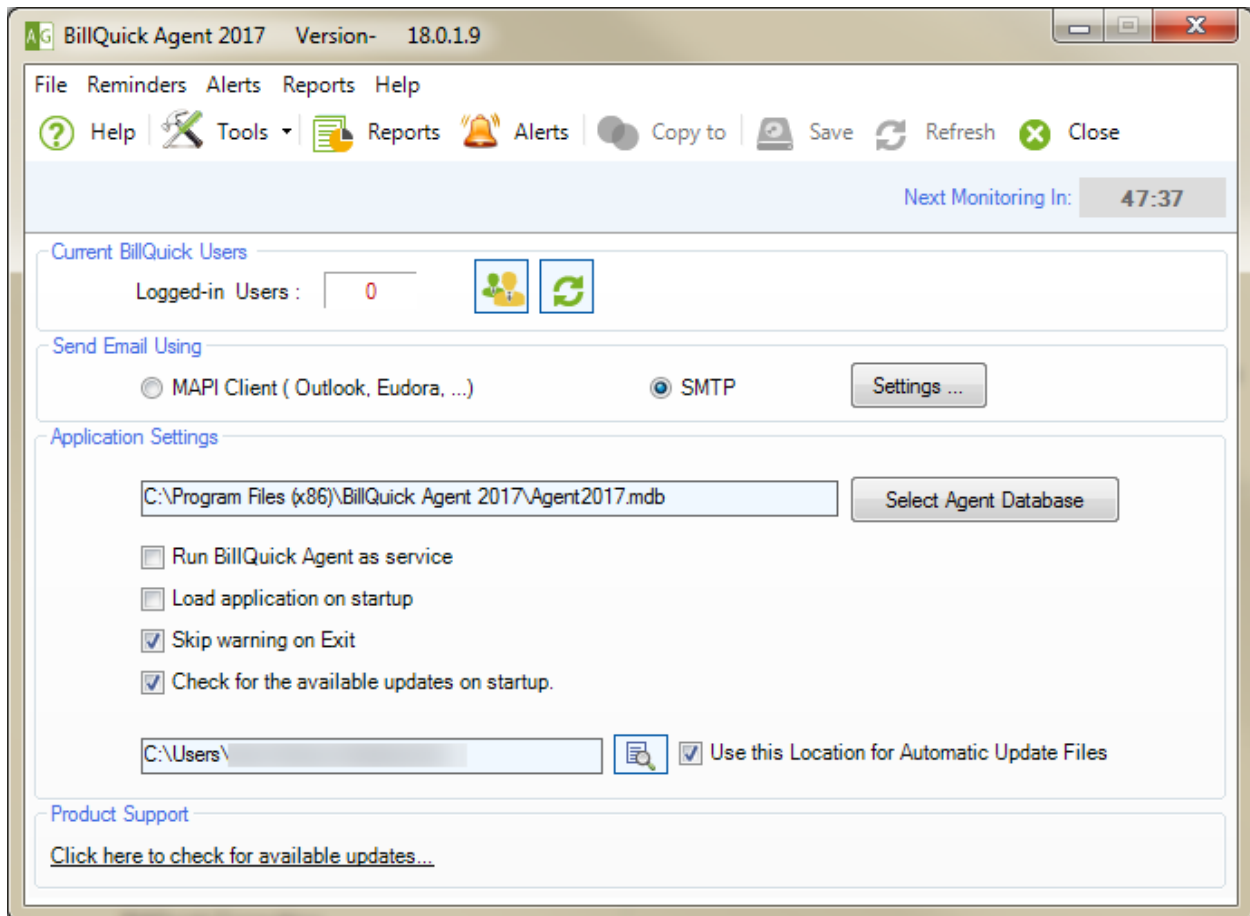 AG BillQuick Agent 2017 Version- 18.0.1.9
File Reminders Alerts Reports Help
? Help Tools Reports Alerts Copy to Save Refresh Close
Next Monitoring In: 47:37
Current BillQuick Users
Logged-in Users : 0
Send Email Using
MAPI Client ( Outlook, Eudora, ...) SMTP Settings ...
Application Settings
C:\Program Files (x86)\BillQuick Agent 2017\Agent2017.mdb Select Agent Database
Run BillQuick Agent as service
Load application on startup
Skip warning on Exit
Check for the available updates on startup.
C:\Users\ Use this Location for Automatic Update Files
Product Support
Click here to check for available updates...